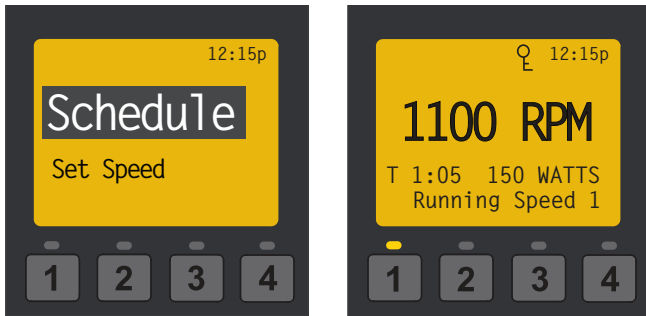 12:15p
Schedule
Set Speed
1 2 3 4
12:15p
1100 RPM
T 1:05 150 WATTS
Running Speed 1
1 2 3 4